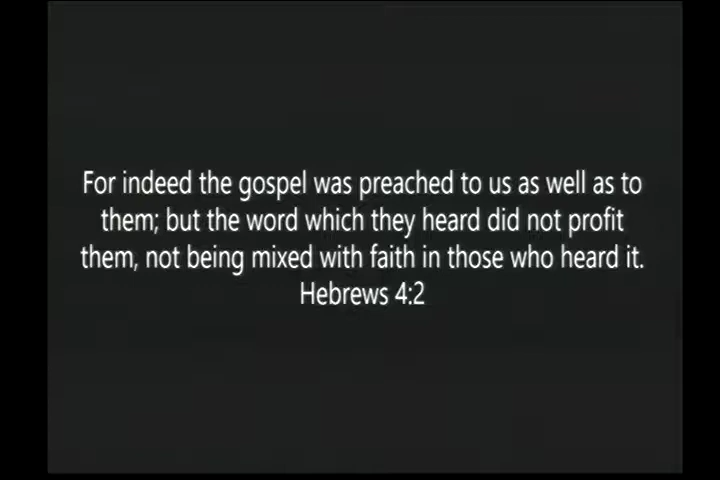 For indeed the gospel was preached to us as well as to
them; but the word which they heard did not profit
them, not being mixed with faith in those who heard it.
Hebrews 4:2